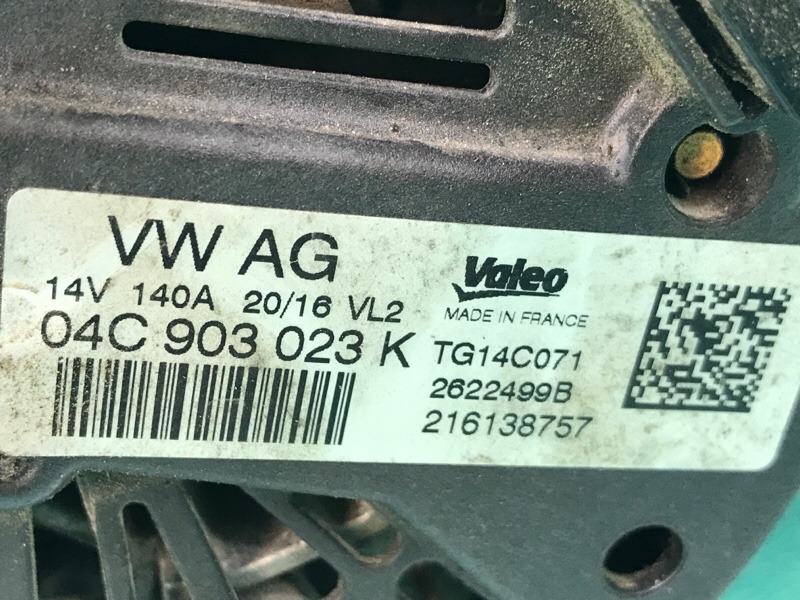 VW AG
14V 140A 20/16 VL2
04C 903 023 K
Valeo
MADE IN FRANCE
TG14C071
2622499B
216138757